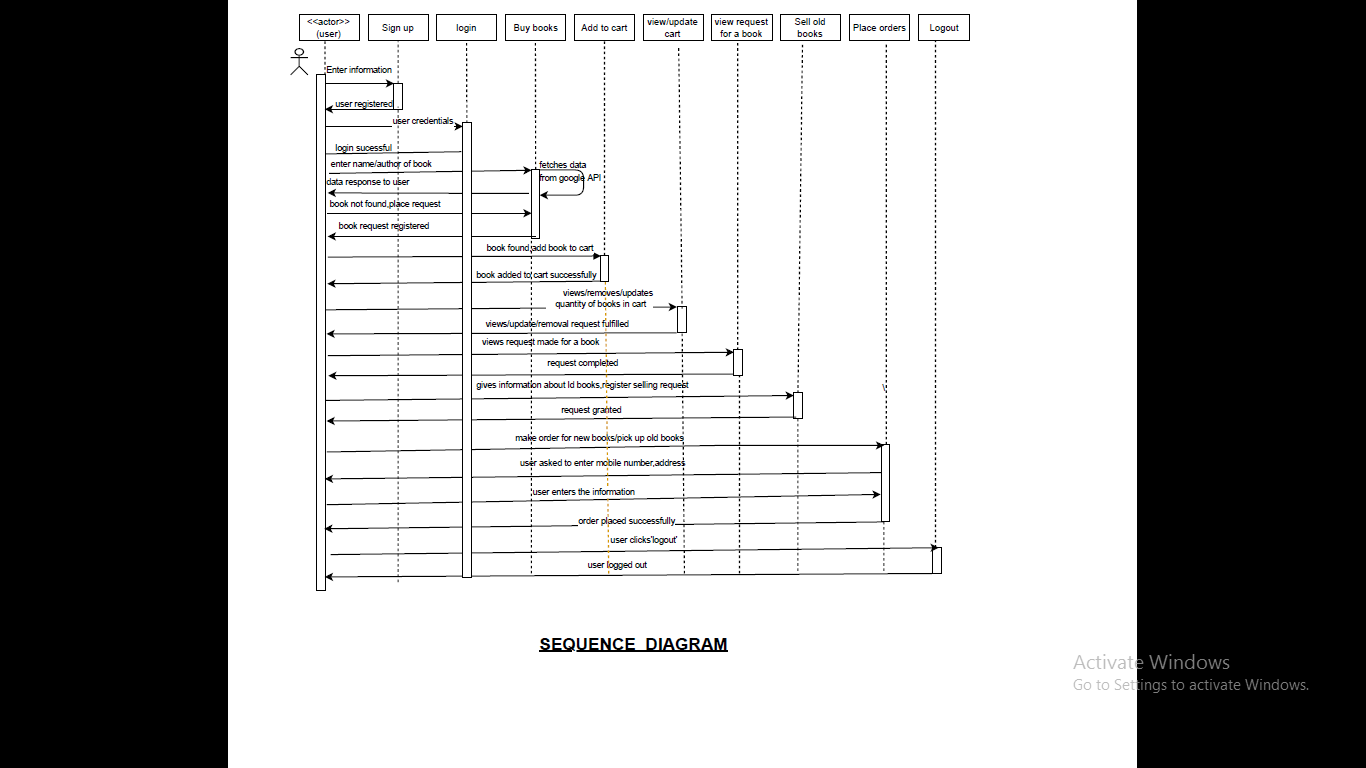 <<actor>>
(user)
Sign up
login
Buy books
Add to cart
view/update
cart
view request
for a book
Sell old
books
Place orders
Logout
Enter information
user registered
user credentials
login sucessful
enter name/author of book
fetches data
from google API
data response to user
book not found,place request
book request registered
book found,add book to cart
book added to cart successfully
views/removes/updates
quantity of books in cart
views/update/removal request fulfilled
views request made for a book
request completed
gives information about ld books,register selling request
\
request granted
make order for new books/pick up old books
user asked to enter mobile number,address
user enters the information
order placed successfully
user clicks'logout'
user logged out
SEQUENCE DIAGRAM
Activate Windows
Go to Settings to activate Windows.